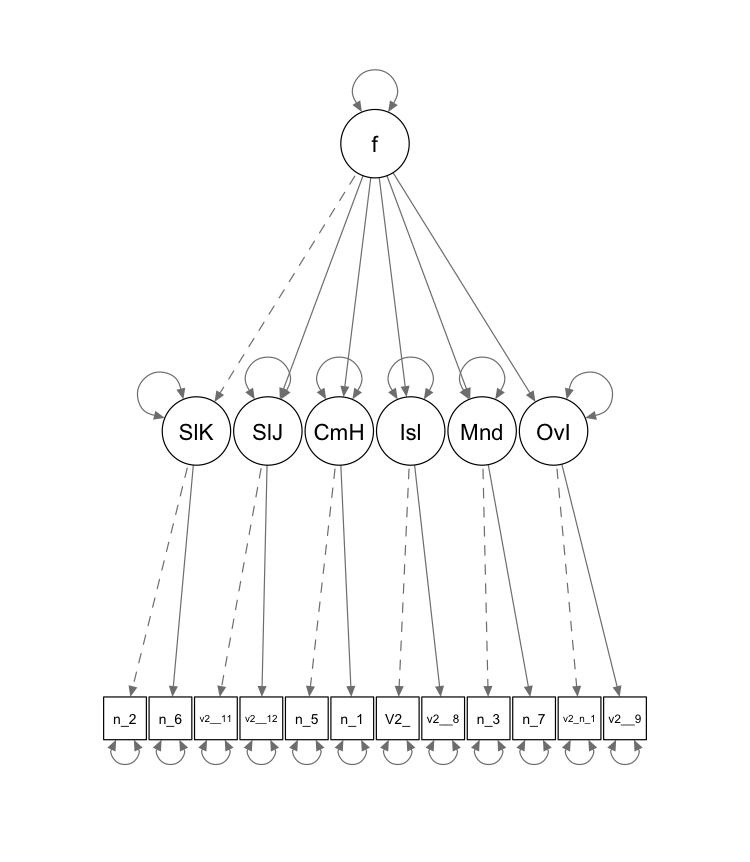 f
SlK SlJ CmH Isl Mnd Ovl
n_2 n_6 v2__11 v2__12 n_5 n_1 V2_ v2__8 n_3 n_7 v2_n_1 v2__9